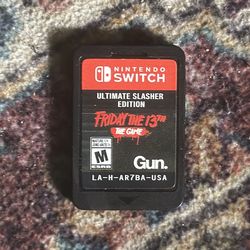 NINTENDO
SWITCH
ULTIMATE SLASHER
EDITION
FRIDAY THE 13TH
THE GAME
M
Gun.
LA-H-AR7BA-USA